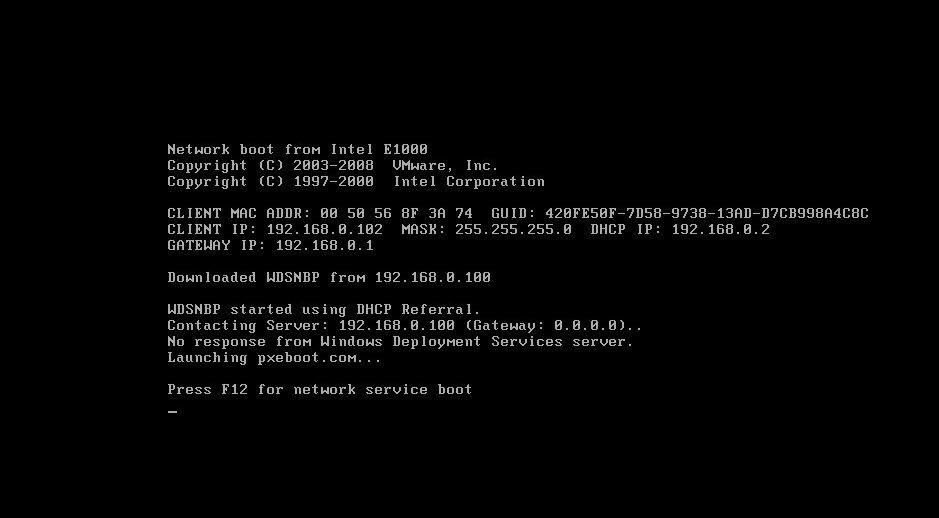 Network boot from Intel E1000
Copyright (C) 2003-2008  VMware, Inc.
Copyright (C) 1997-2000  Intel Corporation
CLIENT MAC ADDR: 00 50 56 8F 3A 74  GUID: 420FE50F-7D58-9738-13AD-D7CB998A4C8C
CLIENT IP: 192.168.0.102  MASK: 255.255.255.0  DHCP IP: 192.168.0.2
GATEWAY IP: 192.168.0.1
Downloaded WDSNBP from 192.168.0.100
WDSNBP started using DHCP Referral.
Contacting Server: 192.168.0.100 (Gateway: 0.0.0.0)..
No response from Windows Deployment Services server.
Launching pxeboot.com...
Press F12 for network service boot
_